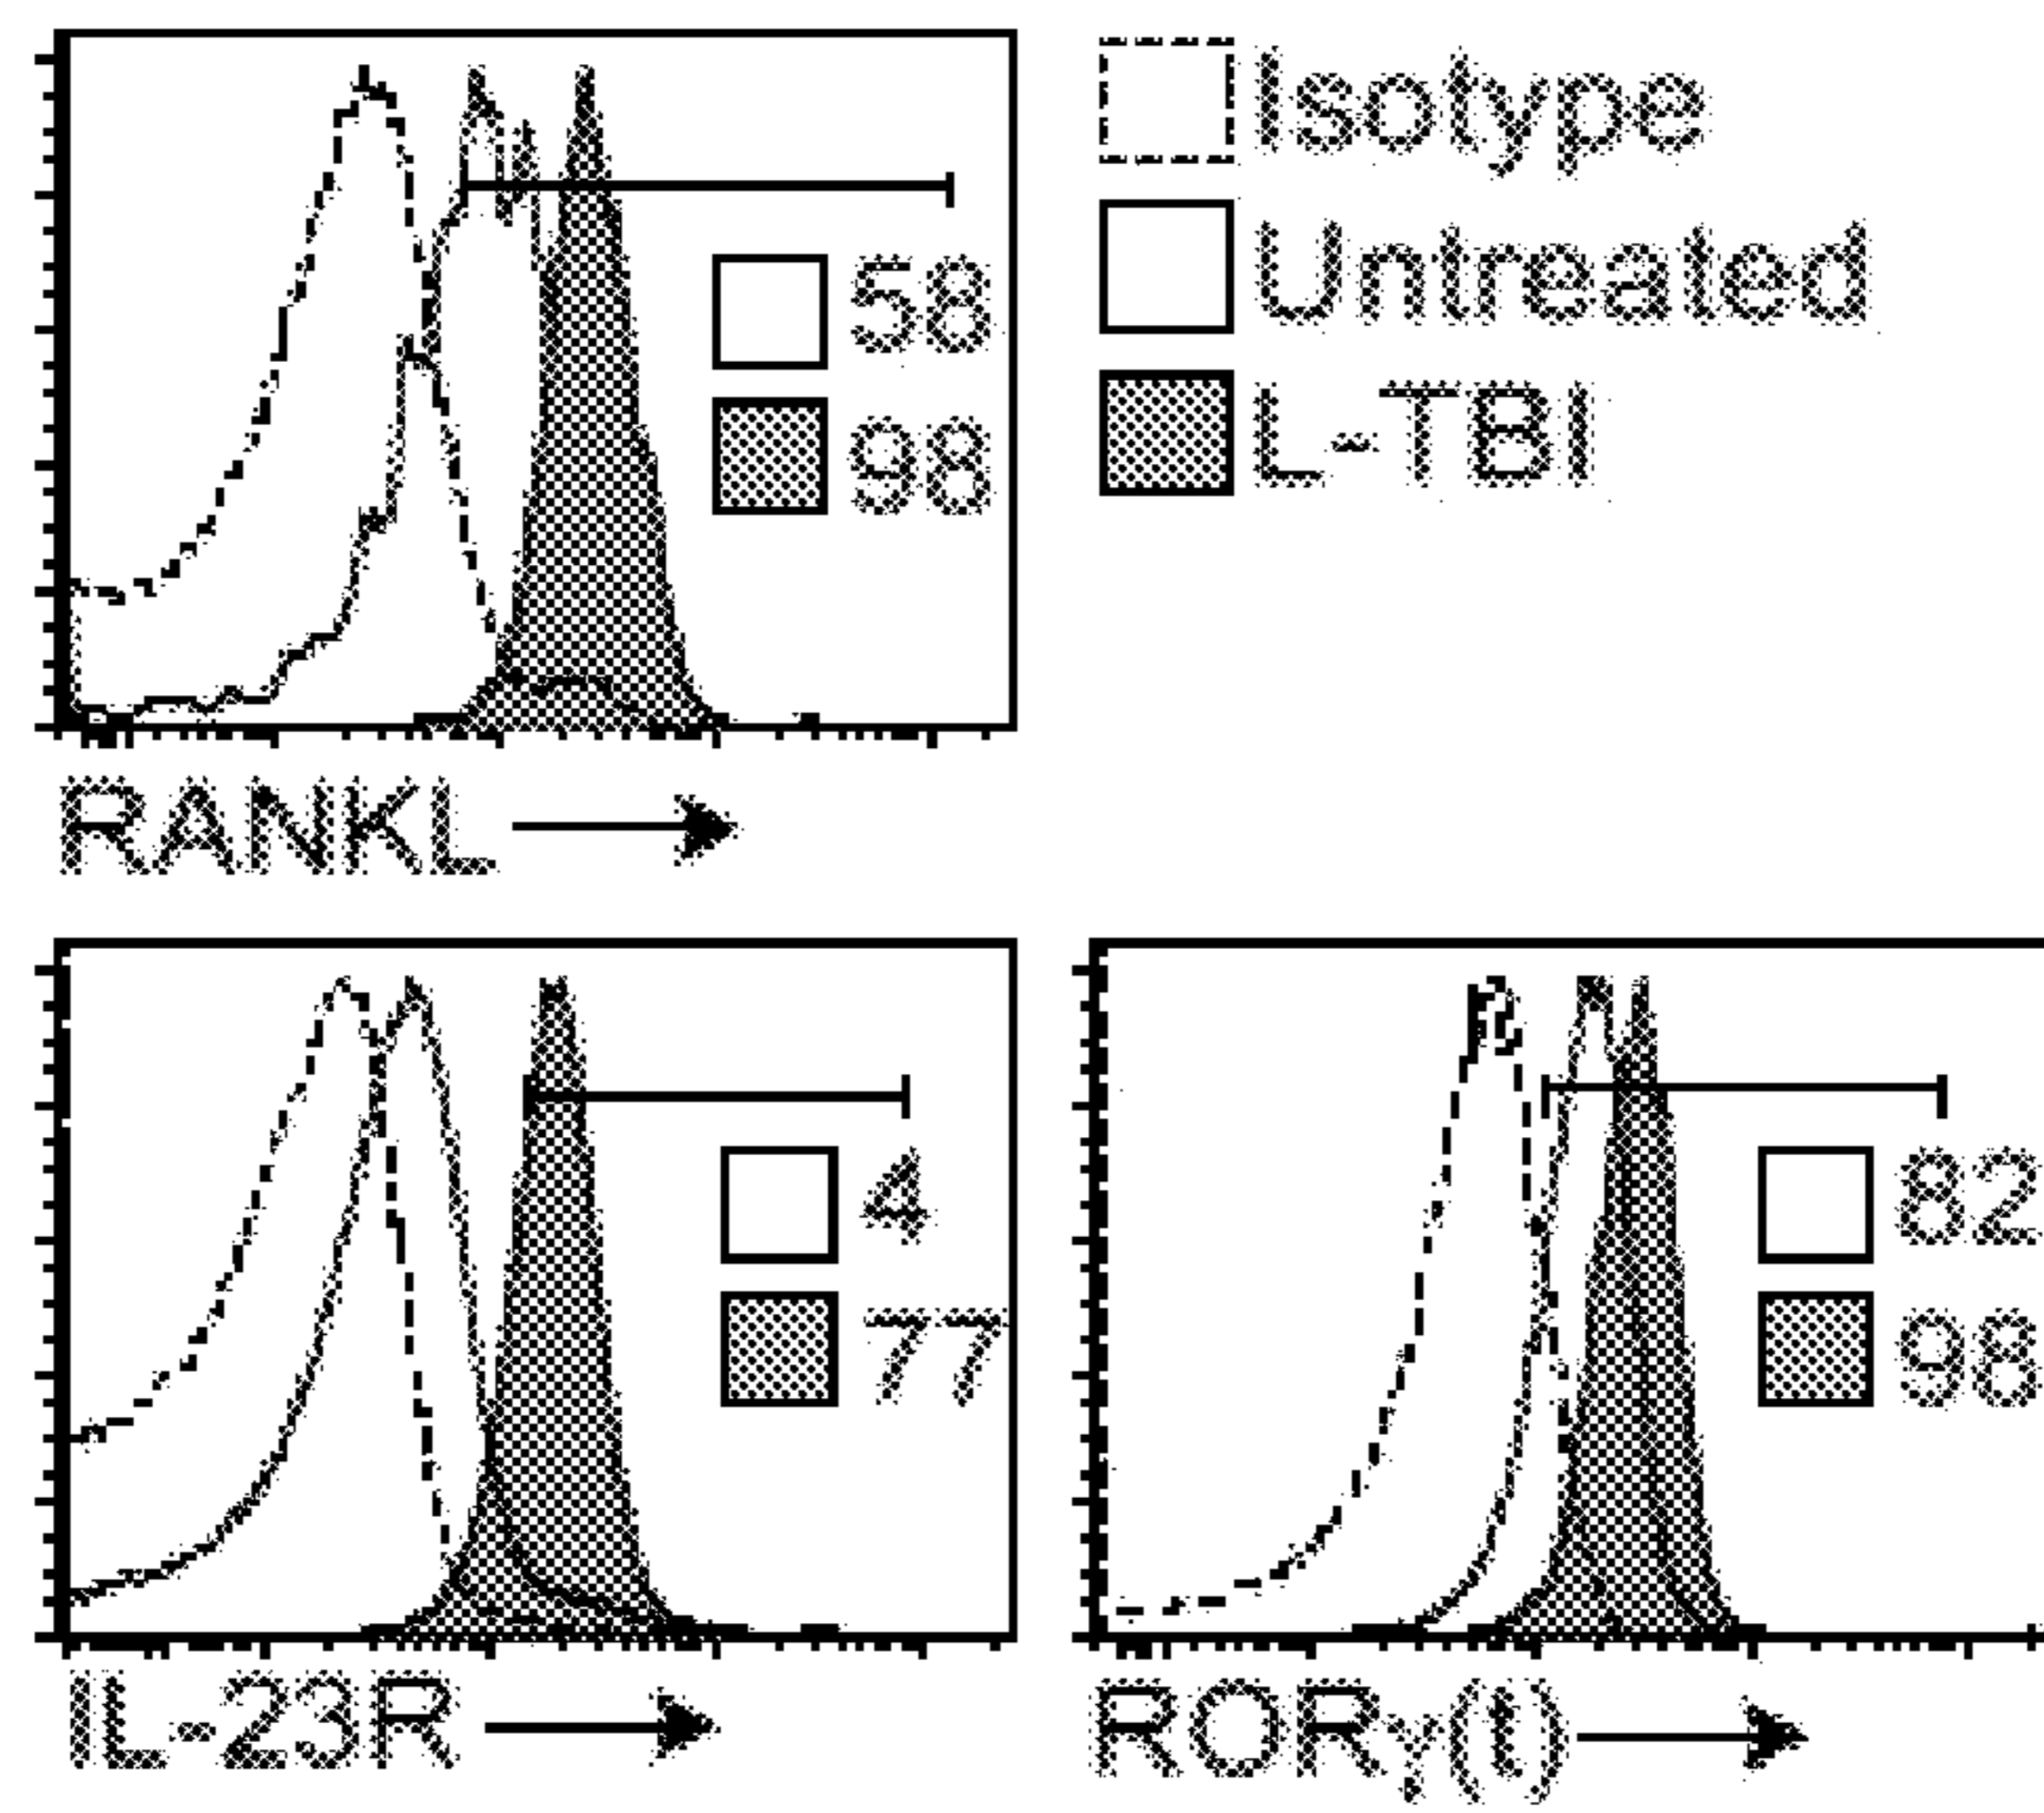 Isotype
Untreated
L-TBI
58
98
RANKL
4
77
IL-23R
82
98
RORγ(t)